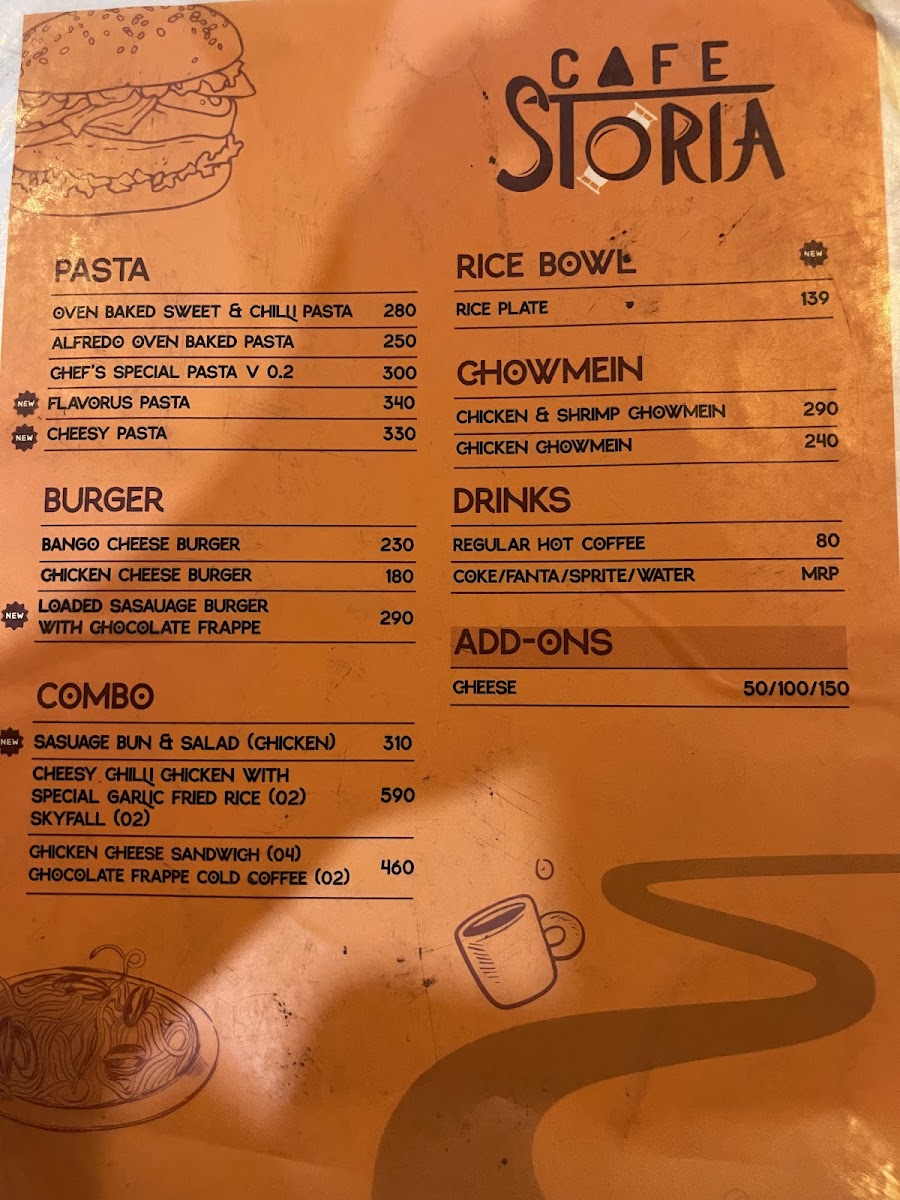 CAFE
STORIA
PASTA
OVEN BAKED SWEET & CHILLI PASTA 280
ALFREDO OVEN BAKED PASTA 250
CHEF'S SPECIAL PASTA V 0.2 300
NEW FLAVORUS PASTA 340
NEW CHEESY PASTA 330
BURGER
BANGO CHEESE BURGER 230
CHICKEN CHEESE BURGER 180
NEW LOADED SASAUAGE BURGER
WITH CHOCOLATE FRAPPE 290
COMBO
NEW SASUAGE BUN & SALAD (CHICKEN) 310
CHEESY CHILLI CHICKEN WITH
SPECIAL GARLIC FRIED RICE (02) 590
SKYFALL (02)
CHICKEN CHEESE SANDWICH (04)
CHOCOLATE FRAPPE COLD COFFEE (02) 460
RICE BOWL NEW
RICE PLATE 139
CHOWMEIN
CHICKEN & SHRIMP CHOWMEIN 290
CHICKEN CHOWMEIN 240
DRINKS
REGULAR HOT COFFEE 80
COKE/FANTA/SPRITE/WATER MRP
ADD-ONS
CHEESE 50/100/150